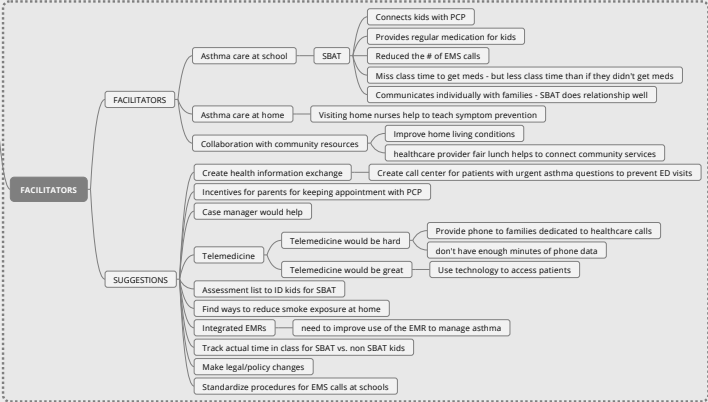 FACILITATORS
FACILITATORS
Asthma care at school
SBAT
Connects kids with PCP
Provides regular medication for kids
Reduced the # of EMS calls
Miss class time to get meds - but less class time than if they didn't get meds
Communicates individually with families - SBAT does relationship well
Asthma care at home
Visiting home nurses help to teach symptom prevention
Collaboration with community resources
Improve home living conditions
healthcare provider fair lunch helps to connect community services
SUGGESTIONS
Create health information exchange
Create call center for patients with urgent asthma questions to prevent ED visits
Incentives for parents for keeping appointment with PCP
Case manager would help
Telemedicine
Telemedicine would be hard
Provide phone to families dedicated to healthcare calls
don't have enough minutes of phone data
Telemedicine would be great
Use technology to access patients
Assessment list to ID kids for SBAT
Find ways to reduce smoke exposure at home
Integrated EMRs
need to improve use of the EMR to manage asthma
Track actual time in class for SBAT vs. non SBAT kids
Make legal/policy changes
Standardize procedures for EMS calls at schools